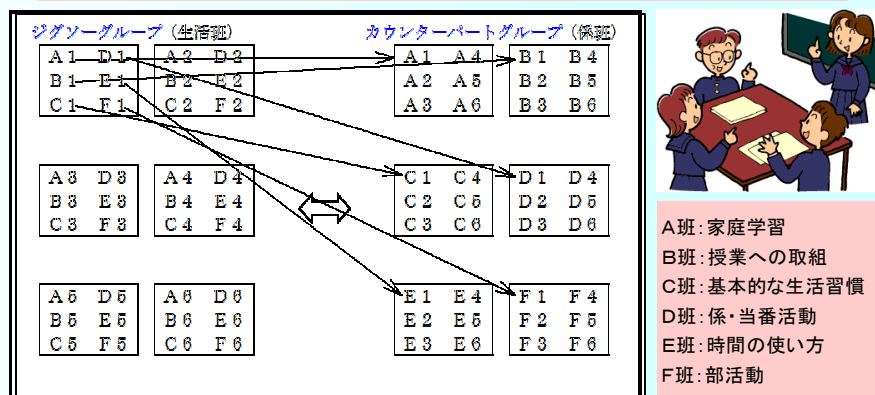 ジグソーグループ（生活班）
カウンターパートグループ（係班）
A1 D1 A2 D2
B1 E1 B2 E2
C1 F1 C2 F2
A1 A4 B1 B4
A2 A5 B2 B5
A3 A6 B3 B6
A3 D3 A4 D4
B3 E3 B4 E4
C3 F3 C4 F4
C1 C4 D1 D4
C2 C5 D2 D5
C3 C6 D3 D6
A5 D5 A6 D6
B5 E5 B6 E6
C5 F5 C6 F6
E1 E4 F1 F4
E2 E5 F2 F5
E3 E6 F3 F6
A班：家庭学習
B班：授業への取組
C班：基本的な生活習慣
D班：係・当番活動
E班：時間の使い方
F班：部活動